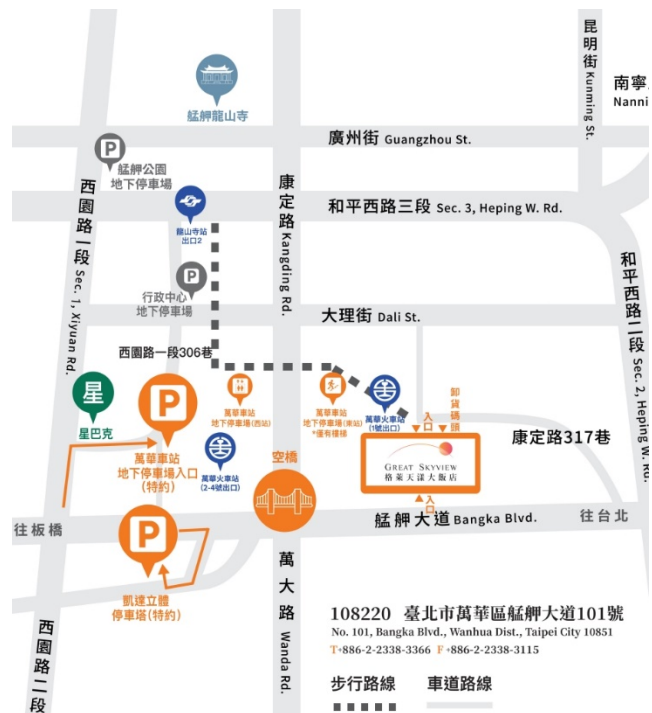 昆明街 Kunming St.
南寧
Nanni
艋舺龍山寺
廣州街 Guangzhou St.
P
艋舺公園
地下停車場
西園路一段 Sec. 1, Xiyuan Rd.
康定路 Kangding Rd.
龍山寺站
出口2
和平西路三段 Sec. 3, Heping W. Rd.
和平西路二段 Sec. 2, Heping W. Rd.
P
行政中心
地下停車場
大理街 Dali St.
西園路一段306巷
星
星巴克
P
萬華車站
地下停車場入口
(特約)
萬華車站
地下停車場(西站)
萬華火車站
(2-4號出口)
萬華車站
地下停車場(東站)
*僅有樓梯
萬華火車站
(1號出口)
入口
卸貨碼頭
康定路317巷
GREAT SKYVIEW
格萊天漾大飯店
入口
空橋
往板橋
艋舺大道 Bangka Blvd.
往台北
P
凱達立體
停車塔(特約)
萬大路 Wanda Rd.
西園路二段
108220 臺北市萬華區艋舺大道101號
No. 101, Bangka Blvd., Wanhua Dist., Taipei City 10851
T+886-2-2338-3366 F+886-2-2338-3115
步行路線 車道路線